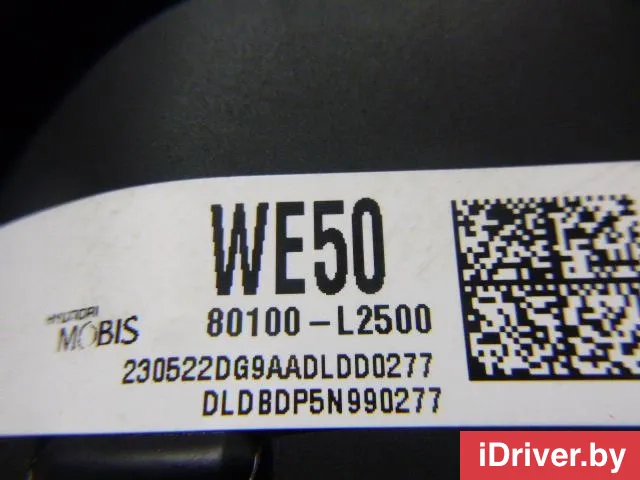 WE50
HYUNDAI
MOBIS
80100-L2500
230522DG9AADLDD0277
DLDBDP5N990277
iDriver.by